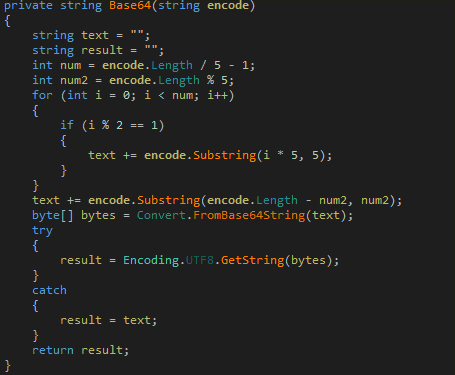 private string Base64(string encode)
{
    string text = "";
    string result = "";
    int num = encode.Length / 5 - 1;
    int num2 = encode.Length % 5;
    for (int i = 0; i < num; i++)
    {
        if (i % 2 == 1)
        {
            text += encode.Substring(i * 5, 5);
        }
    }
    text += encode.Substring(encode.Length - num2, num2);
    byte[] bytes = Convert.FromBase64String(text);
    try
    {
        result = Encoding.UTF8.GetString(bytes);
    }
    catch
    {
        result = text;
    }
    return result;
}